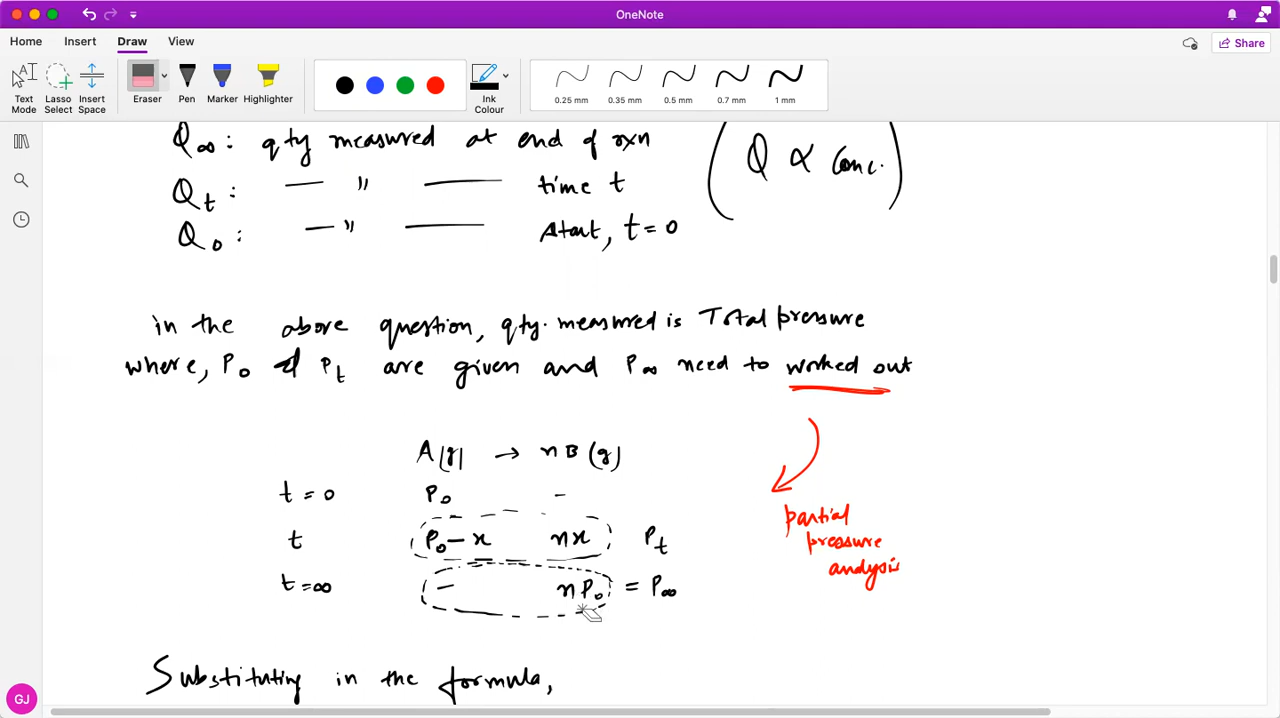 OneNote
Home Insert Draw View
Share
Text Mode Lasso Select Insert Space Eraser Pen Marker Highlighter Ink Colour 0.25 mm 0.35 mm 0.5 mm 0.7 mm 1 mm
Q∞ : qty measured at end of rxn
(Q ∝ Conc.)
Qt : — " — time t
Q0 : — " — start, t = 0
in the above question, qty. measured is Total pressure
where, P0 & Pt are given and P∞ need to worked out
A(g) → nB (g)
t = 0 P0 -
t P0 - x nx Pt
t = ∞ - nP0 = P∞
partial
pressure
analysis
Substituting in the formula,
GJ